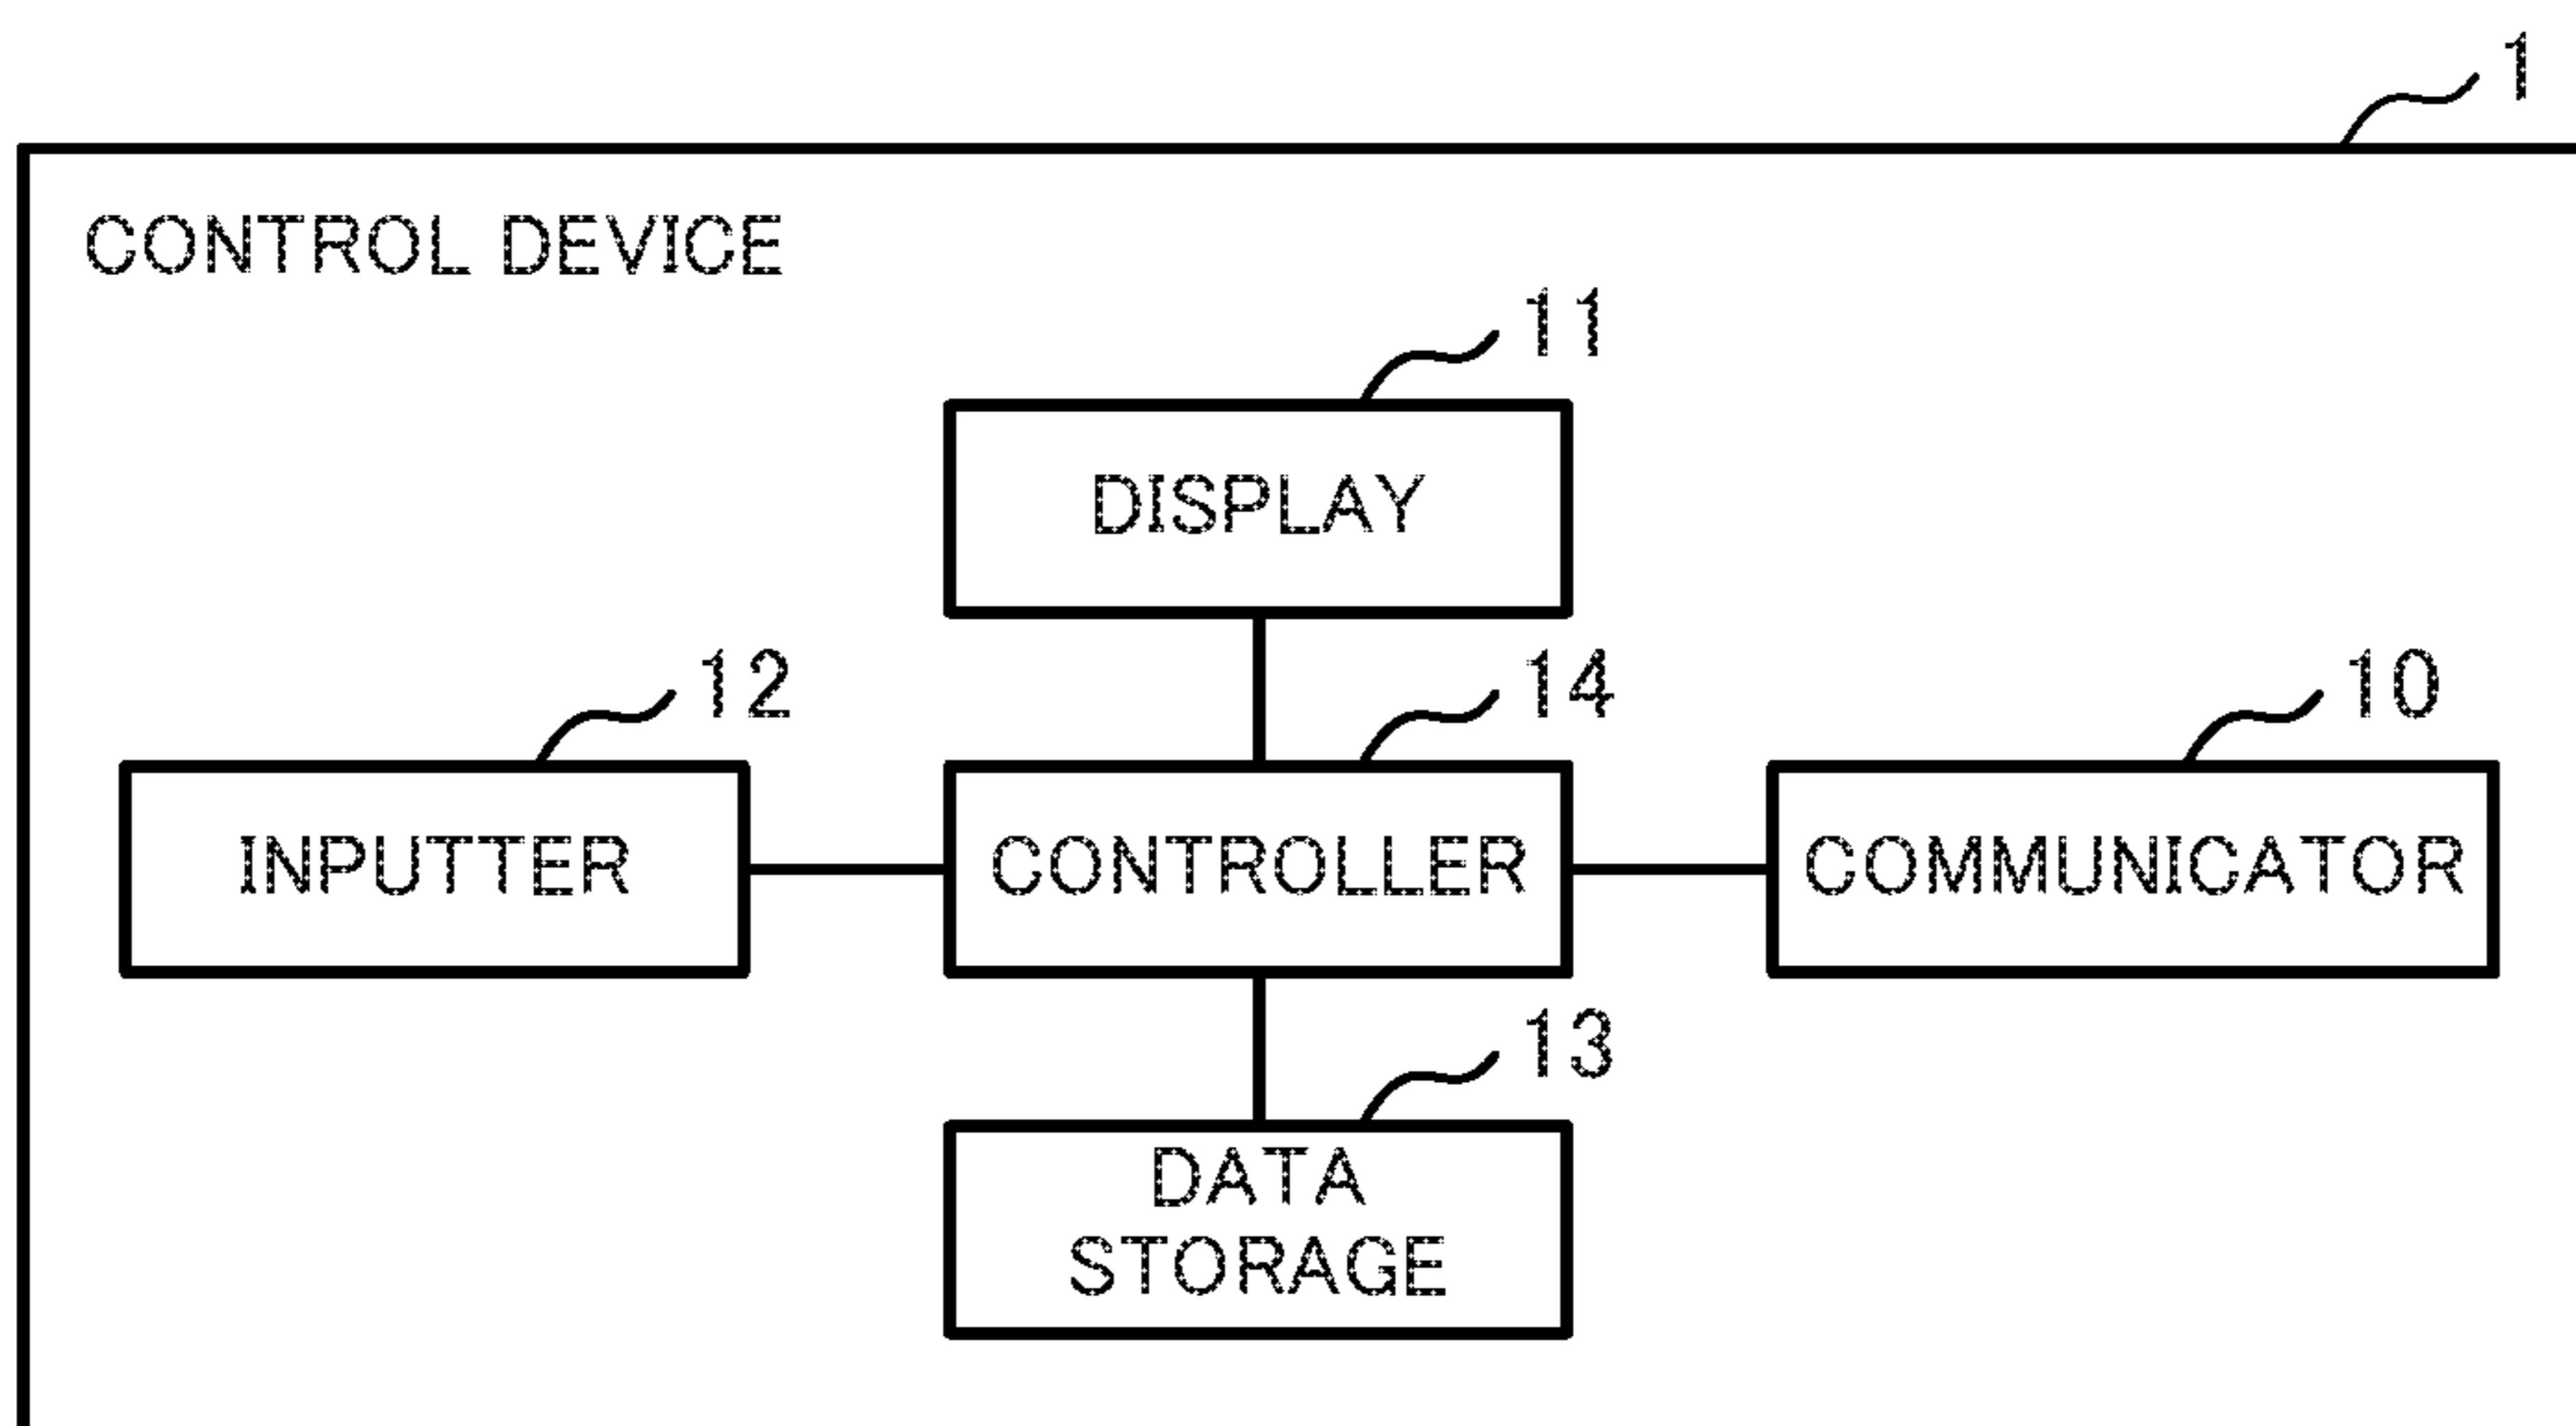 1
CONTROL DEVICE
11
DISPLAY
12
14
10
INPUTTER
CONTROLLER
COMMUNICATOR
13
DATA
STORAGE